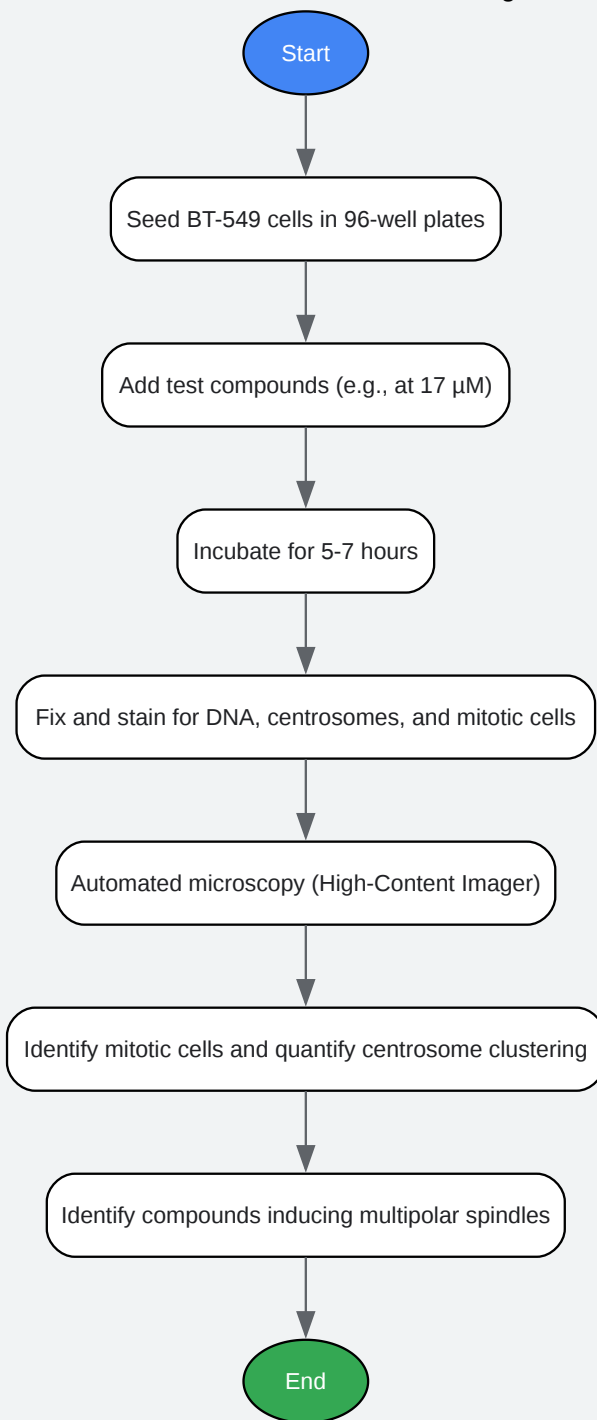 Start
Seed BT-549 cells in 96-well plates
Add test compounds (e.g., at 17 µM)
Incubate for 5-7 hours
Fix and stain for DNA, centrosomes, and mitotic cells
Automated microscopy (High-Content Imager)
Identify mitotic cells and quantify centrosome clustering
Identify compounds inducing multipolar spindles
End